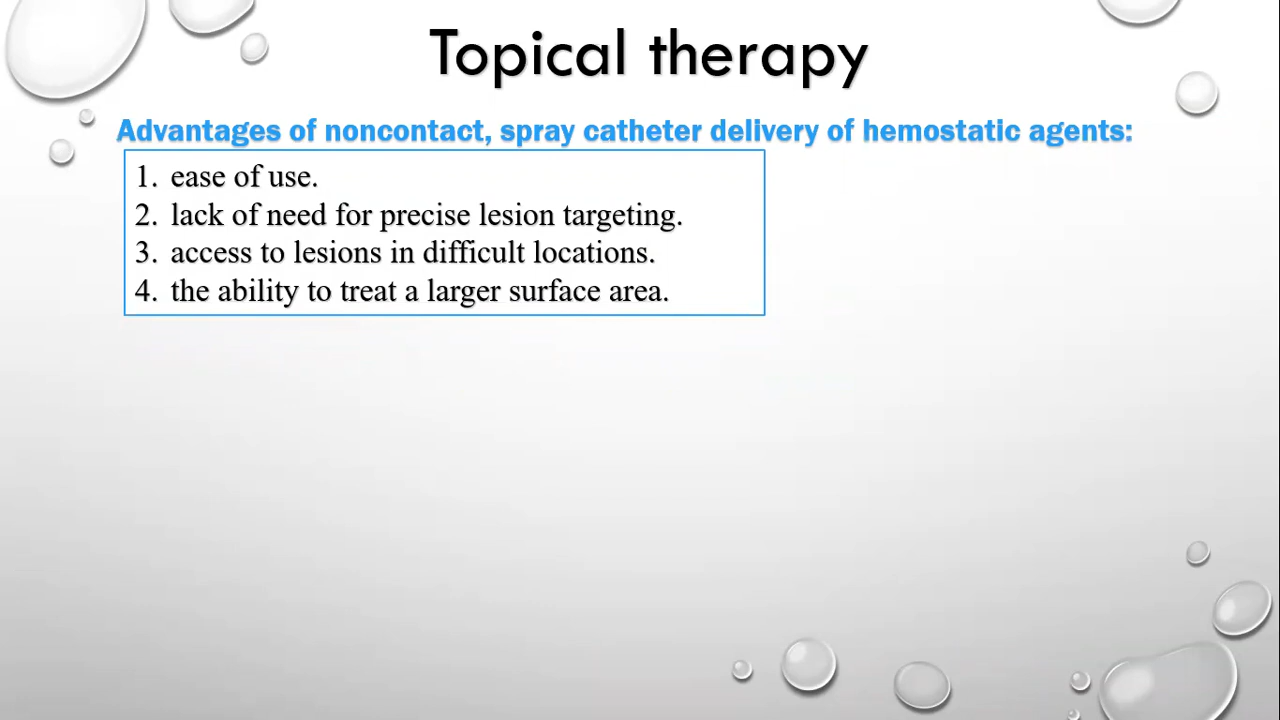 Topical therapy
Advantages of noncontact, spray catheter delivery of hemostatic agents:
1. ease of use.
2. lack of need for precise lesion targeting.
3. access to lesions in difficult locations.
4. the ability to treat a larger surface area.